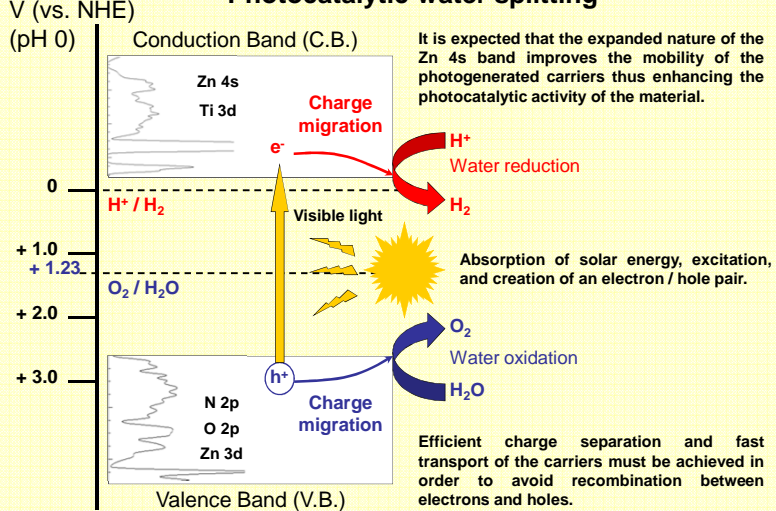 Photocatalytic water splitting
V (vs. NHE)
(pH 0)
Conduction Band (C.B.)
It is expected that the expanded nature of the
Zn 4s band improves the mobility of the
photogenerated carriers thus enhancing the
photocatalytic activity of the material.
Zn 4s
Ti 3d
Charge
migration
e⁻
H⁺
Water reduction
H₂
0
H⁺ / H₂
Visible light
+ 1.0
+ 1.23
O₂ / H₂O
Absorption of solar energy, excitation,
and creation of an electron / hole pair.
+ 2.0
O₂
Water oxidation
H₂O
+ 3.0
h⁺
N 2p
O 2p
Zn 3d
Charge
migration
Efficient charge separation and fast
transport of the carriers must be achieved in
order to avoid recombination between
electrons and holes.
Valence Band (V.B.)